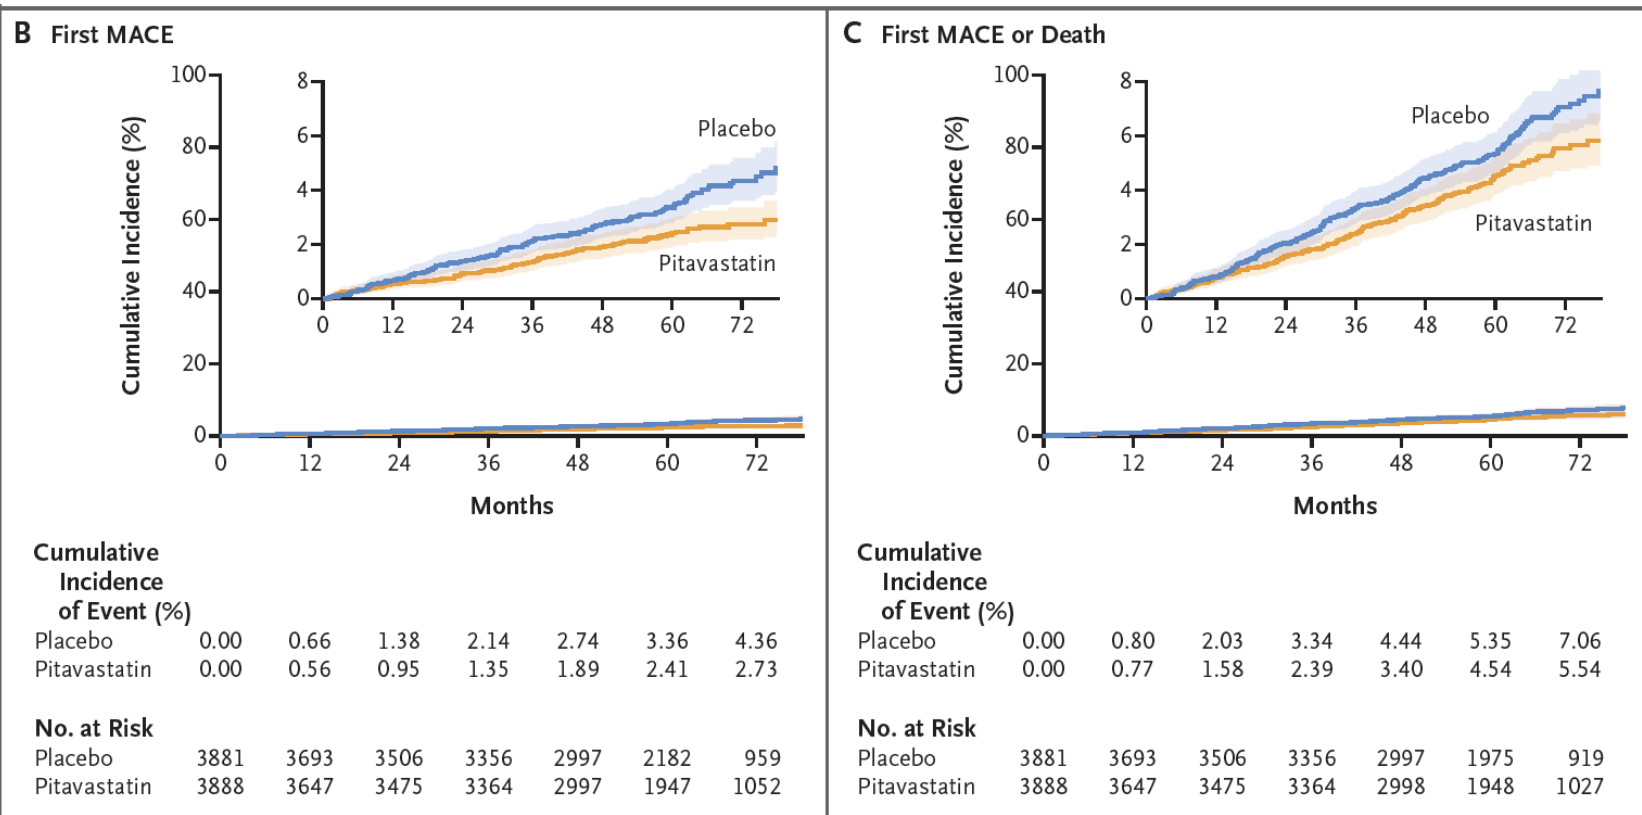 B First MACE
Cumulative Incidence (%)
100
80
60
40
20
0
8
6
4
2
0
Placebo
Pitavastatin
0 12 24 36 48 60 72
0 12 24 36 48 60 72
Months
Cumulative
Incidence
of Event (%)
Placebo 0.00 0.66 1.38 2.14 2.74 3.36 4.36
Pitavastatin 0.00 0.56 0.95 1.35 1.89 2.41 2.73
No. at Risk
Placebo 3881 3693 3506 3356 2997 2182 959
Pitavastatin 3888 3647 3475 3364 2997 1947 1052
C First MACE or Death
Cumulative Incidence (%)
100
80
60
40
20
0
8
6
4
2
0
Placebo
Pitavastatin
0 12 24 36 48 60 72
0 12 24 36 48 60 72
Months
Cumulative
Incidence
of Event (%)
Placebo 0.00 0.80 2.03 3.34 4.44 5.35 7.06
Pitavastatin 0.00 0.77 1.58 2.39 3.40 4.54 5.54
No. at Risk
Placebo 3881 3693 3506 3356 2997 1975 919
Pitavastatin 3888 3647 3475 3364 2998 1948 1027